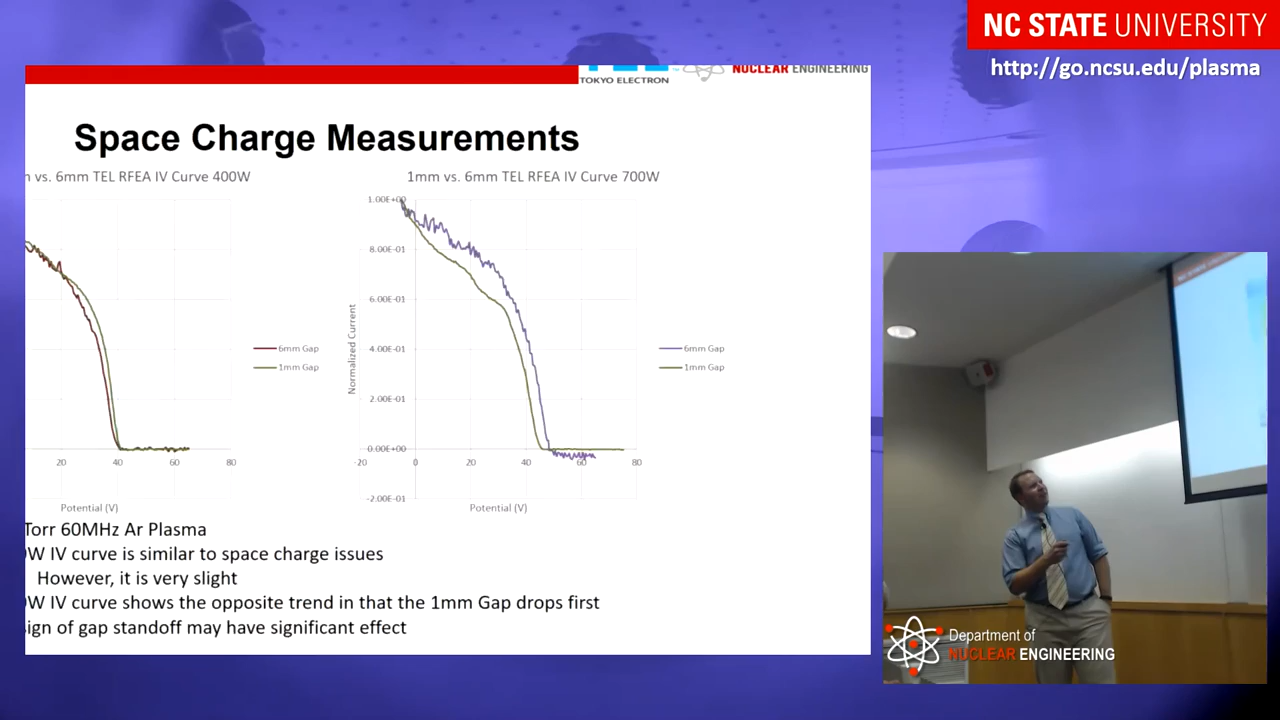 NC STATE UNIVERSITY
http://go.ncsu.edu/plasma
TOKYO ELECTRON
NUCLEAR ENGINEERING
Space Charge Measurements
vs. 6mm TEL RFEA IV Curve 400W
1mm vs. 6mm TEL RFEA IV Curve 700W
6mm Gap
1mm Gap
20 40 60 80
Potential (V)
Normalized Current
1.00E+00
8.00E-01
6.00E-01
4.00E-01
2.00E-01
0.00E+00
-2.00E-01
-20 0 20 40 60 80
Potential (V)
6mm Gap
1mm Gap
Torr 60MHz Ar Plasma
W IV curve is similar to space charge issues
However, it is very slight
W IV curve shows the opposite trend in that the 1mm Gap drops first
ign of gap standoff may have significant effect
Department of
NUCLEAR ENGINEERING